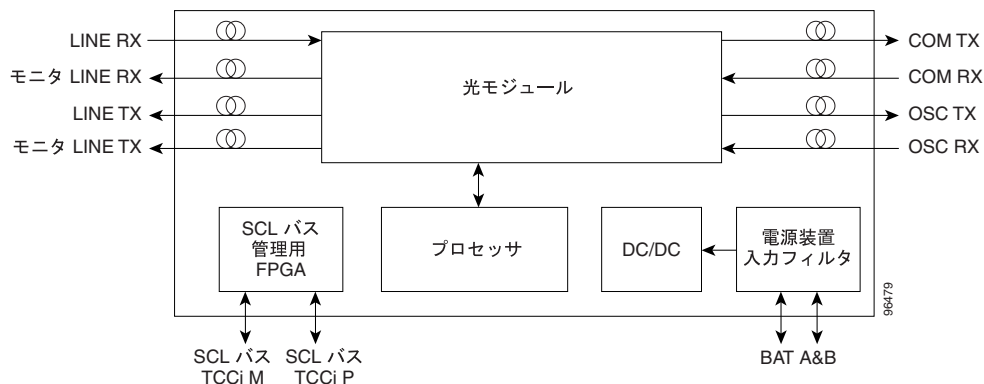 LINE RX
モニタ LINE RX
LINE TX
モニタ LINE TX
光モジュール
COM TX
COM RX
OSC TX
OSC RX
SCL バス
管理用
FPGA
プロセッサ
DC/DC
電源装置
入力フィルタ
SCL バス
TCCi M
SCL バス
TCCi P
BAT A&B
96479